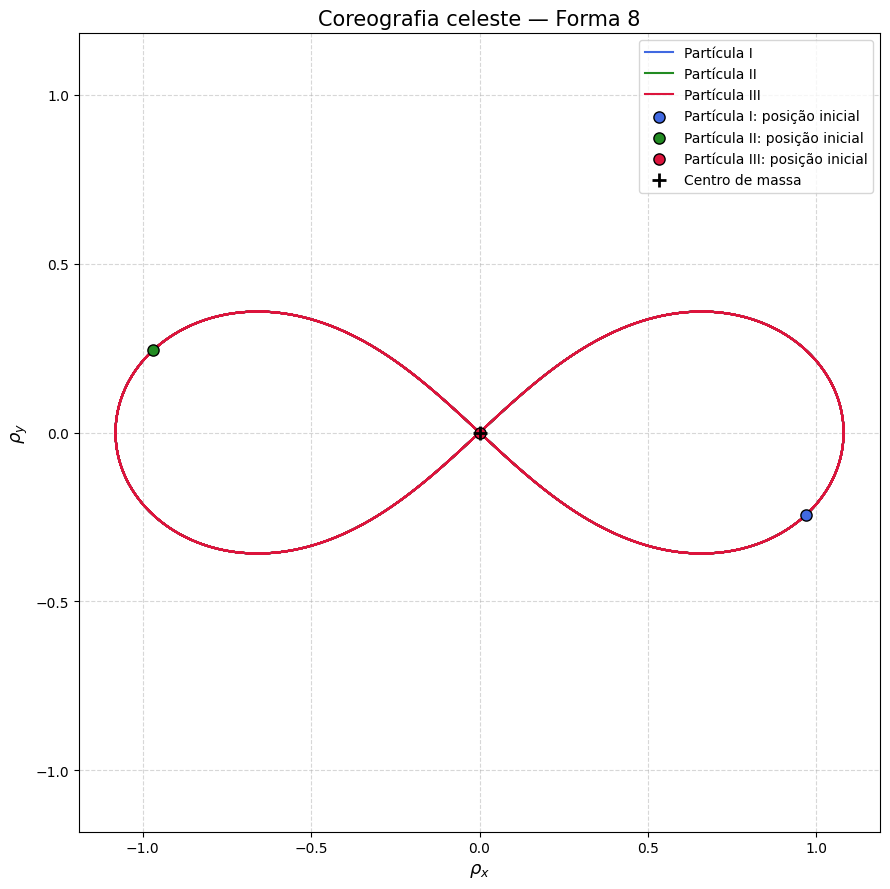 Coreografia celeste — Forma 8
Partícula I
Partícula II
Partícula III
Partícula I: posição inicial
Partícula II: posição inicial
Partícula III: posição inicial
Centro de massa
1.0
0.5
0.0
−0.5
−1.0
ρy
−1.0 −0.5 0.0 0.5 1.0
ρx